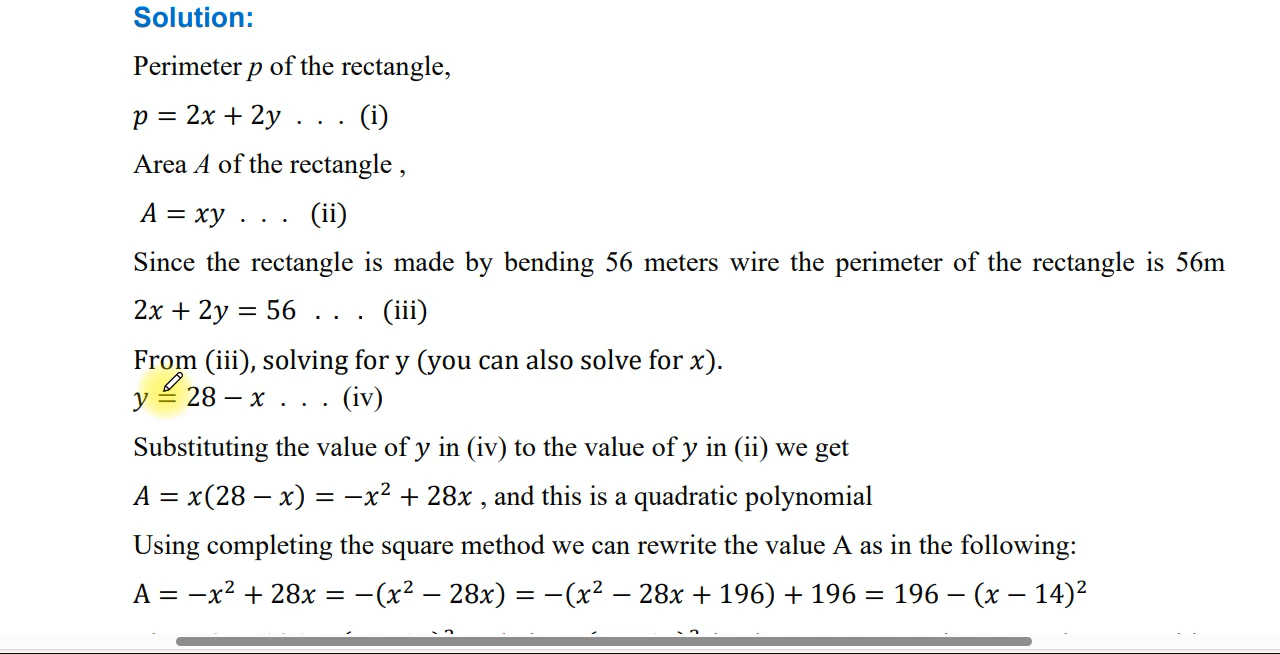 Solution:
Perimeter p of the rectangle,
p = 2x + 2y . . . (i)
Area A of the rectangle ,
A = xy . . . (ii)
Since the rectangle is made by bending 56 meters wire the perimeter of the rectangle is 56m
2x + 2y = 56 . . . (iii)
From (iii), solving for y (you can also solve for x).
y = 28 − x . . . (iv)
Substituting the value of y in (iv) to the value of y in (ii) we get
A = x(28 − x) = −x² + 28x , and this is a quadratic polynomial
Using completing the square method we can rewrite the value A as in the following:
A = −x² + 28x = −(x² − 28x) = −(x² − 28x + 196) + 196 = 196 − (x − 14)²